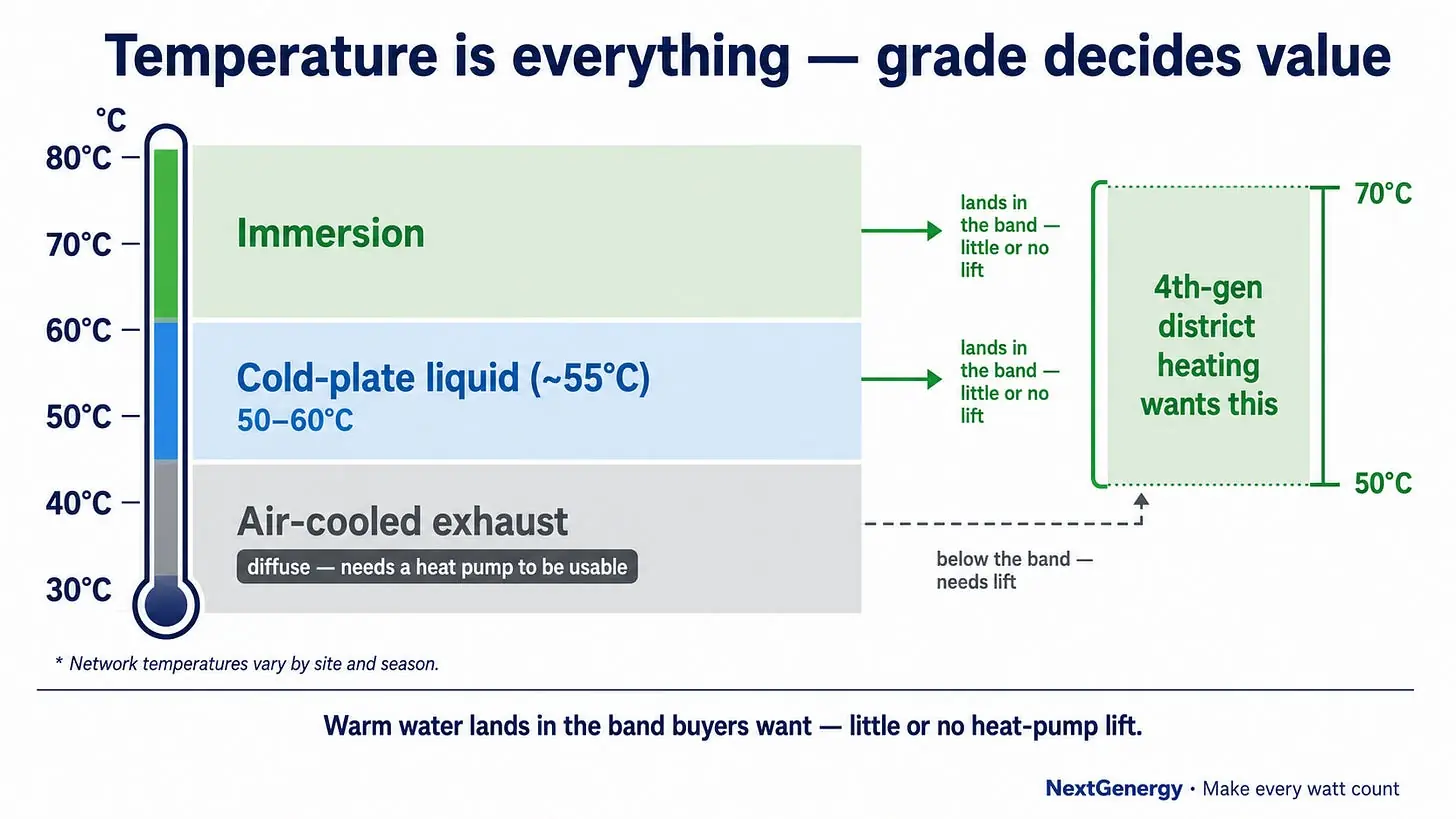 Temperature is everything — grade decides value
°C
80°C
70°C
60°C
50°C
40°C
30°C
Immersion
Cold-plate liquid (~55°C)
50–60°C
Air-cooled exhaust
diffuse — needs a heat pump to be usable
lands in
the band —
little or no
lift
lands in
the band —
little or no
lift
below the band —
needs lift
4th-gen
district
heating
wants this
70°C
50°C
* Network temperatures vary by site and season.
Warm water lands in the band buyers want — little or no heat-pump lift.
NextGenergy • Make every watt count